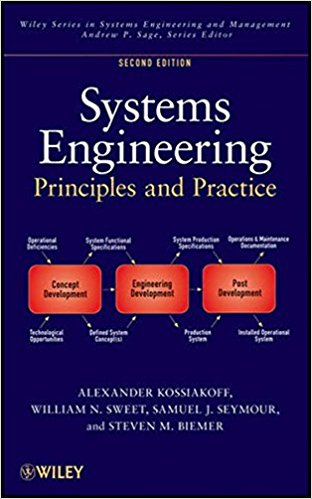 Wiley Series in Systems Engineering and Management
Andrew P. Sage, Series Editor
SECOND EDITION
Systems
Engineering
Principles and Practice
Operational
Deficiencies
System Functional
Specifications
System Production
Specifications
Operations & Maintenance
Documentation
Concept
Development
Engineering
Development
Post
Development
Technological
Opportunities
Defined System
Concept(s)
Production
System
Installed Operational
System
ALEXANDER KOSSIAKOFF
WILLIAM N. SWEET, SAMUEL J. SEYMOUR,
and STEVEN M. BIEMER
WILEY